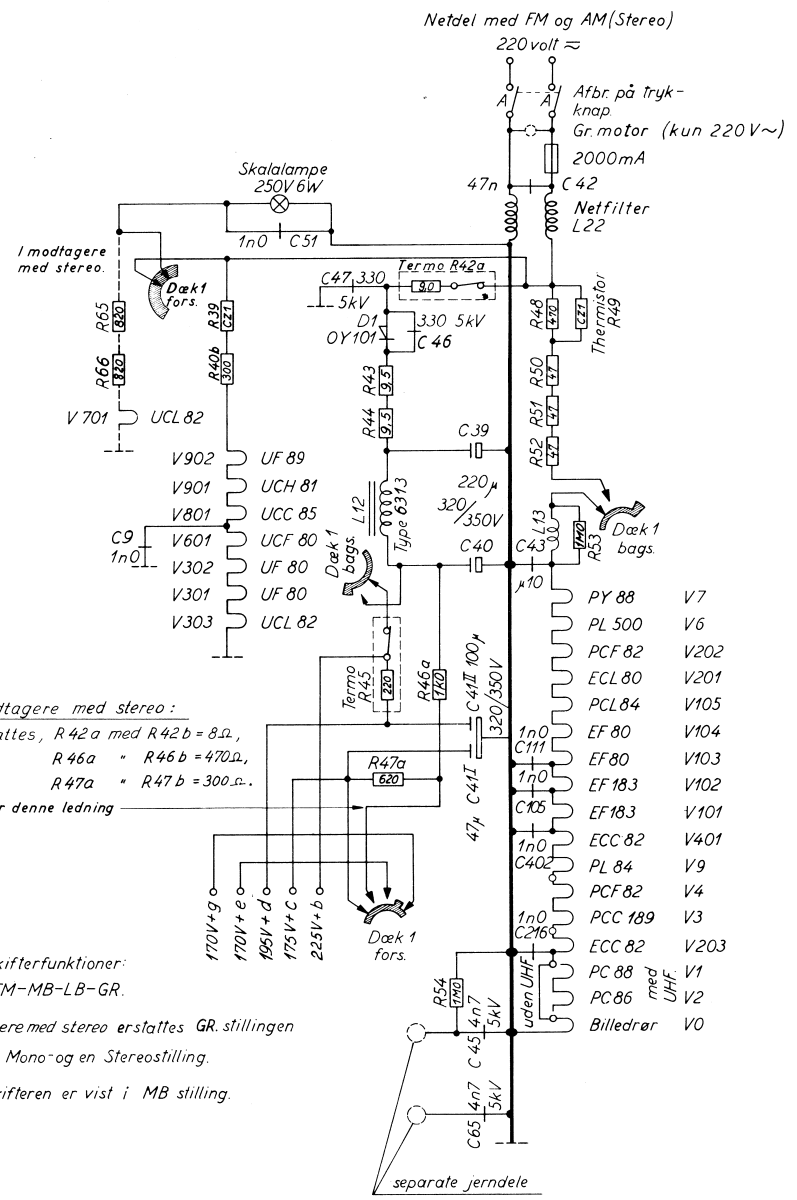 Netdel med FM og AM (Stereo)
220 volt ≂
A
A
Afbr. på tryk-
knap.
Gr. motor (kun 220 V~)
2000mA
47n
C 42
Netfilter
L22
Skalalampe
250V 6W
1n0
C51
I modtagere
med stereo.
Dæk 1
fors.
R65
820
R66
820
V 701
UCL 82
R39
CZ1
R40b
300
C47
330
5kV
Termo R42a
9,0
D1
OY101
330 5kV
C 46
R43
9,5
R44
9,5
R48
470
CZ1
Thermistor
R49
R50
47
R51
47
R52
47
C 39
220 µ
320/350V
L12
Type 6313
C 40
C43
µ10
L13
1M0
R53
Dæk 1
bags.
Dæk 1
bags.
V902 UF 89
V901 UCH 81
V801 UCC 85
V601 UCF 80
V302 UF 80
V301 UF 80
V303 UCL 82
C9
1n0
PY 88 V7
PL 500 V6
PCF 82 V202
ECL 80 V201
PCL 84 V105
EF 80 V104
EF 80 V103
EF 183 V102
EF 183 V101
ECC 82 V401
PL 84 V9
PCF 82 V4
PCC 189 V3
ECC 82 V203
PC 88 V1
PC 86 V2
Billedrør V0
med
UHF.
uden UHF
1n0
C111
1n0
C105
1n0
C402
1n0
C216
Termo
R45
220
R46a
1K0
C41 II 100 µ
320/350V
47 µ C41 I
R47a
620
dtagere med stereo :
attes, R 42 a med R 42 b = 8Ω,
R 46a " R 46 b = 470Ω,
R 47a " R 47 b = 300Ω.
r denne ledning
170V+g
170V+e
195V+d
175V+c
225V+b
Dæk 1
fors.
kifterfunktioner:
FM-MB-LB-GR.
ere med stereo erstattes GR. stillingen
Mono- og en Stereostilling.
ifteren er vist i MB stilling.
R54
1M0
C 45 4n7
5kV
C65 4n7
5kV
separate jerndele